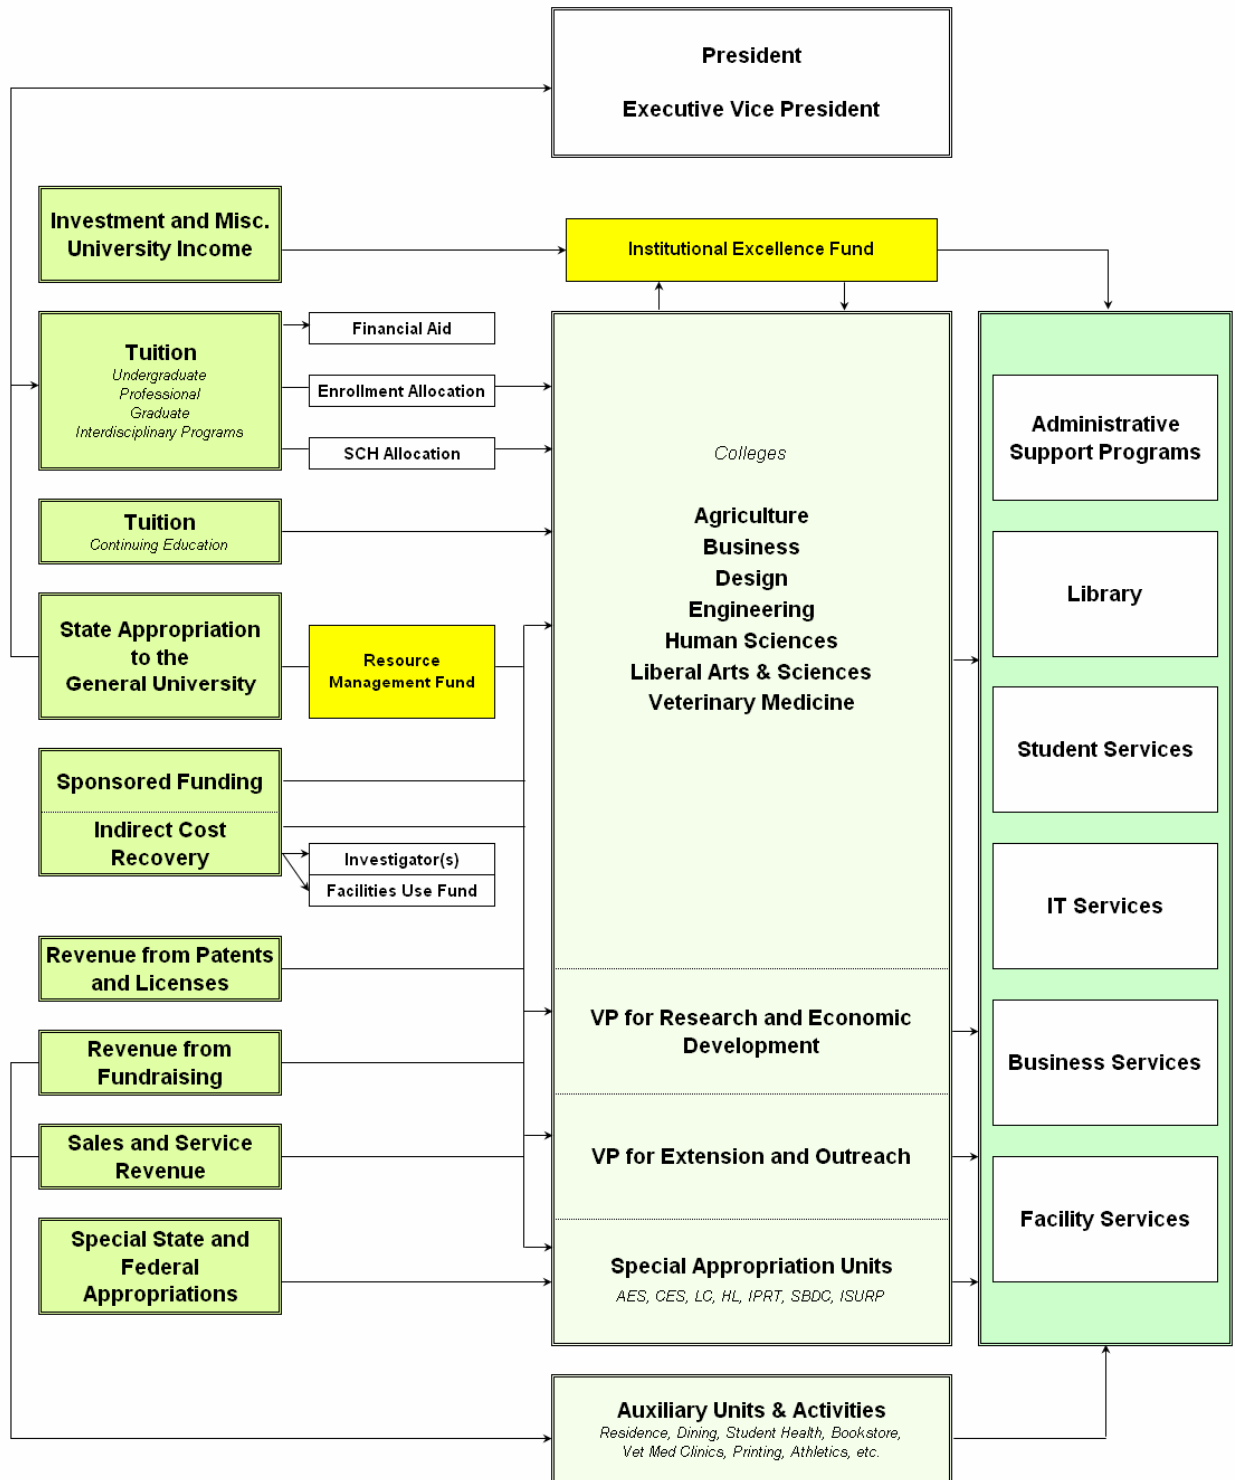 President
Executive Vice President
Investment and Misc.
University Income
Institutional Excellence Fund
Tuition
Undergraduate
Professional
Graduate
Interdisciplinary Programs
Financial Aid
Enrollment Allocation
SCH Allocation
Tuition
Continuing Education
State Appropriation
to the
General University
Resource
Management Fund
Sponsored Funding
Indirect Cost
Recovery
Investigator(s)
Facilities Use Fund
Revenue from Patents
and Licenses
Revenue from
Fundraising
Sales and Service
Revenue
Special State and
Federal
Appropriations
Colleges
Agriculture
Business
Design
Engineering
Human Sciences
Liberal Arts & Sciences
Veterinary Medicine
VP for Research and Economic
Development
VP for Extension and Outreach
Special Appropriation Units
AES, CES, LC, HL, IPRT, SBDC, ISURP
Auxiliary Units & Activities
Residence, Dining, Student Health, Bookstore,
Vet Med Clinics, Printing, Athletics, etc.
Administrative
Support Programs
Library
Student Services
IT Services
Business Services
Facility Services